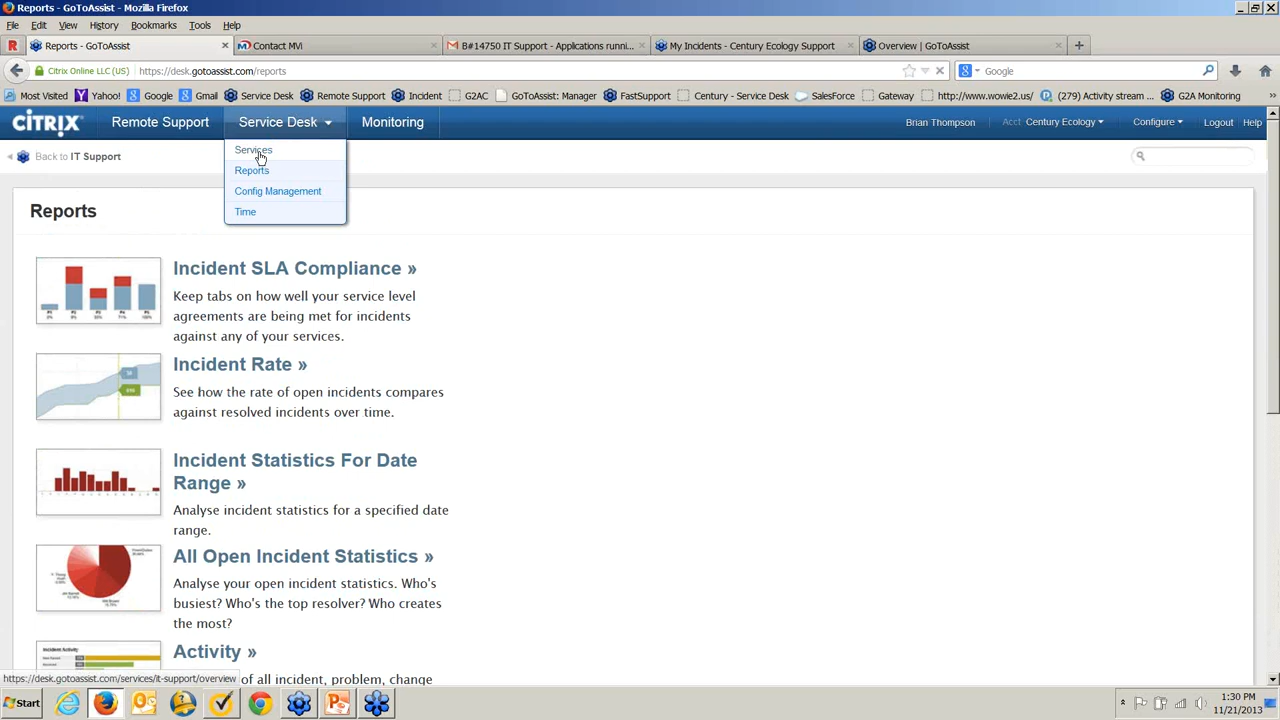 Reports - GoToAssist - Mozilla Firefox
File Edit View History Bookmarks Tools Help
Reports - GoToAssist
Contact MVi
B#14750 IT Support - Applications runni...
My Incidents - Century Ecology Support
Overview | GoToAssist
Citrix Online LLC (US)
https://desk.gotoassist.com/reports
Google
Most Visited Yahoo! Google Gmail Service Desk Remote Support Incident G2AC GoToAssist: Manager FastSupport Century - Service Desk SalesForce Gateway http://www.wowie2.us/ (279) Activity stream ... G2A Monitoring
CİTRIX
Remote Support Service Desk Monitoring
Brian Thompson Acct Century Ecology Configure Logout Help
Back to IT Support
Services
Reports
Config Management
Time
Reports
Incident SLA Compliance »
Keep tabs on how well your service level
agreements are being met for incidents
against any of your services.
Incident Rate »
See how the rate of open incidents compares
against resolved incidents over time.
Incident Statistics For Date
Range »
Analyse incident statistics for a specified date
range.
All Open Incident Statistics »
Analyse your open incident statistics. Who's
busiest? Who's the top resolver? Who creates
the most?
Incident Activity
Activity »
of all incident, problem, change
https://desk.gotoassist.com/services/it-support/overview
Start
1:30 PM
11/21/2013